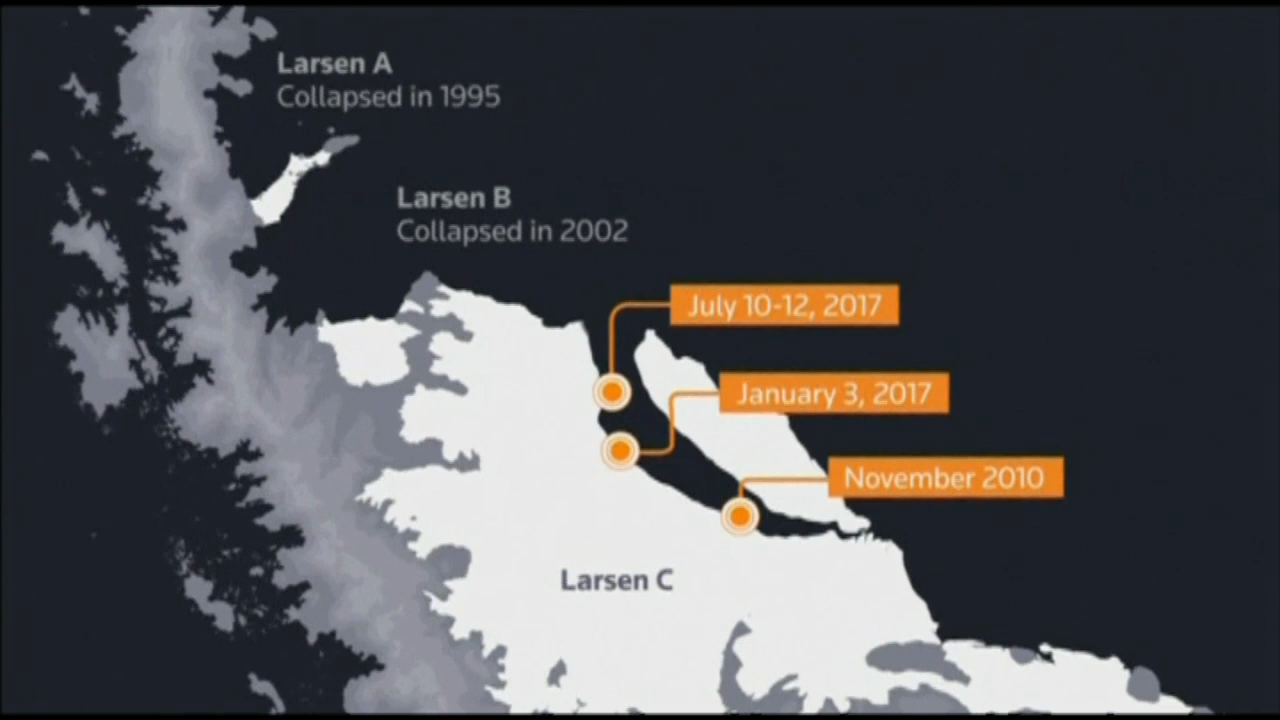 Larsen A
Collapsed in 1995
Larsen B
Collapsed in 2002
July 10-12, 2017
January 3, 2017
November 2010
Larsen C